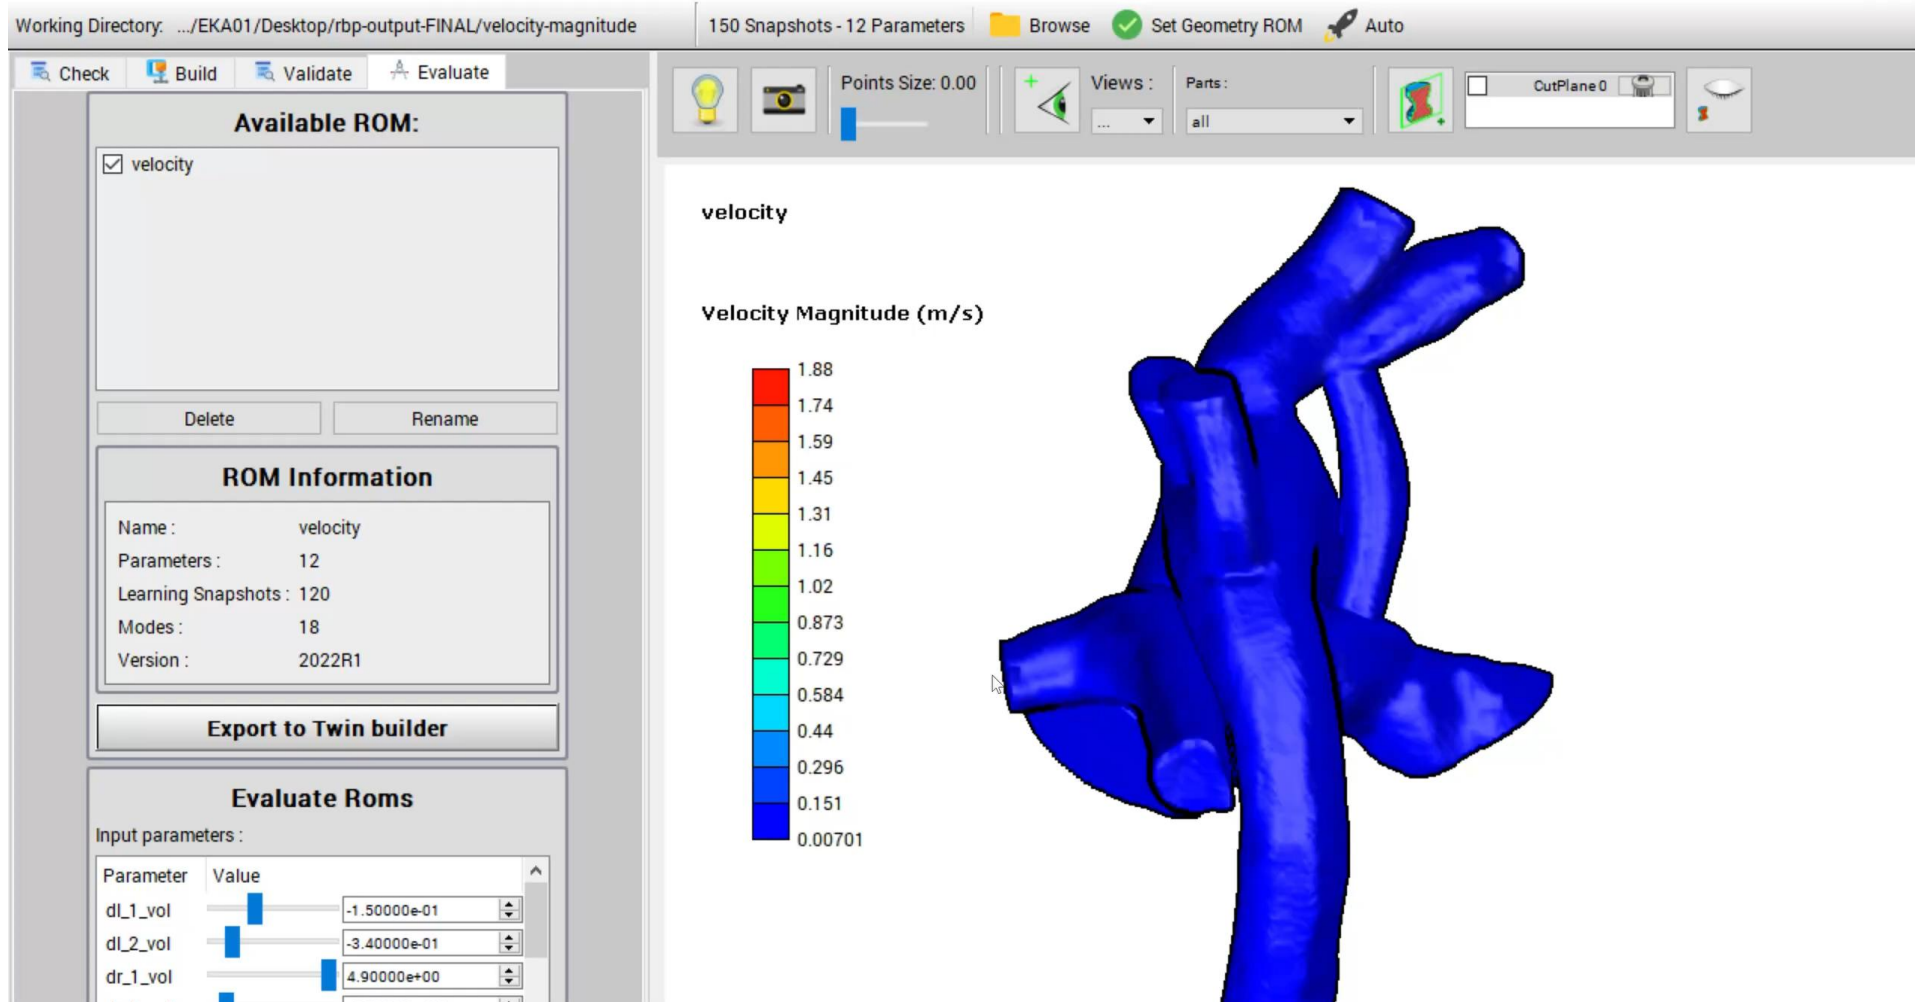 Working Directory: .../EKA01/Desktop/rbp-output-FINAL/velocity-magnitude
150 Snapshots - 12 Parameters
Browse
Set Geometry ROM
Auto
Check
Build
Validate
Evaluate
Available ROM:
velocity
Delete
Rename
ROM Information
Name : velocity
Parameters : 12
Learning Snapshots : 120
Modes : 18
Version : 2022R1
Export to Twin builder
Evaluate Roms
Input parameters :
Parameter Value
dl_1_vol -1.50000e-01
dl_2_vol -3.40000e-01
dr_1_vol 4.90000e+00
Points Size: 0.00
Views :
...
Parts :
all
CutPlane 0
velocity
Velocity Magnitude (m/s)
1.88
1.74
1.59
1.45
1.31
1.16
1.02
0.873
0.729
0.584
0.44
0.296
0.151
0.00701